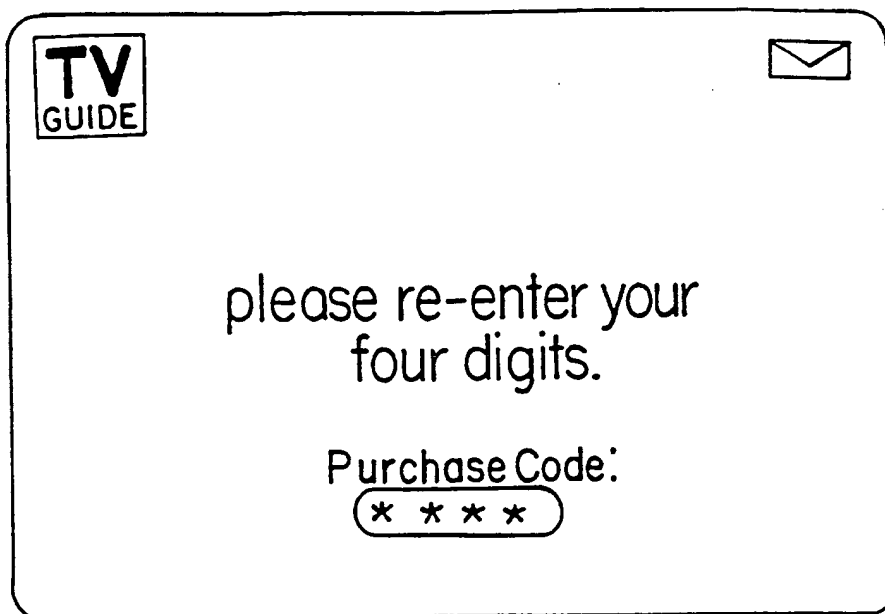 TV
GUIDE
please re-enter your
four digits.
Purchase Code:
* * * *